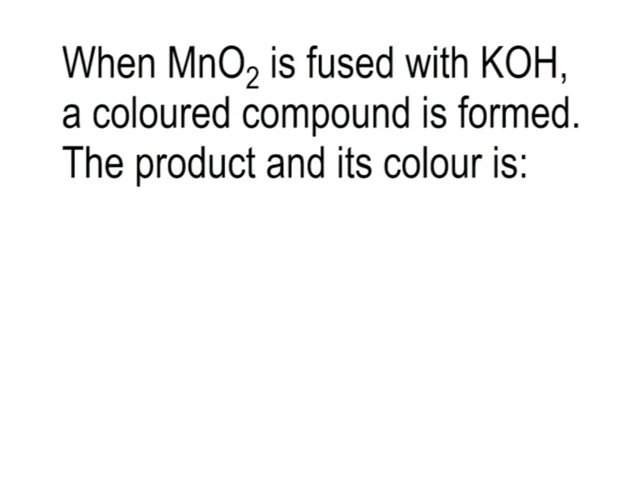 When MnO₂ is fused with KOH,
a coloured compound is formed.
The product and its colour is: